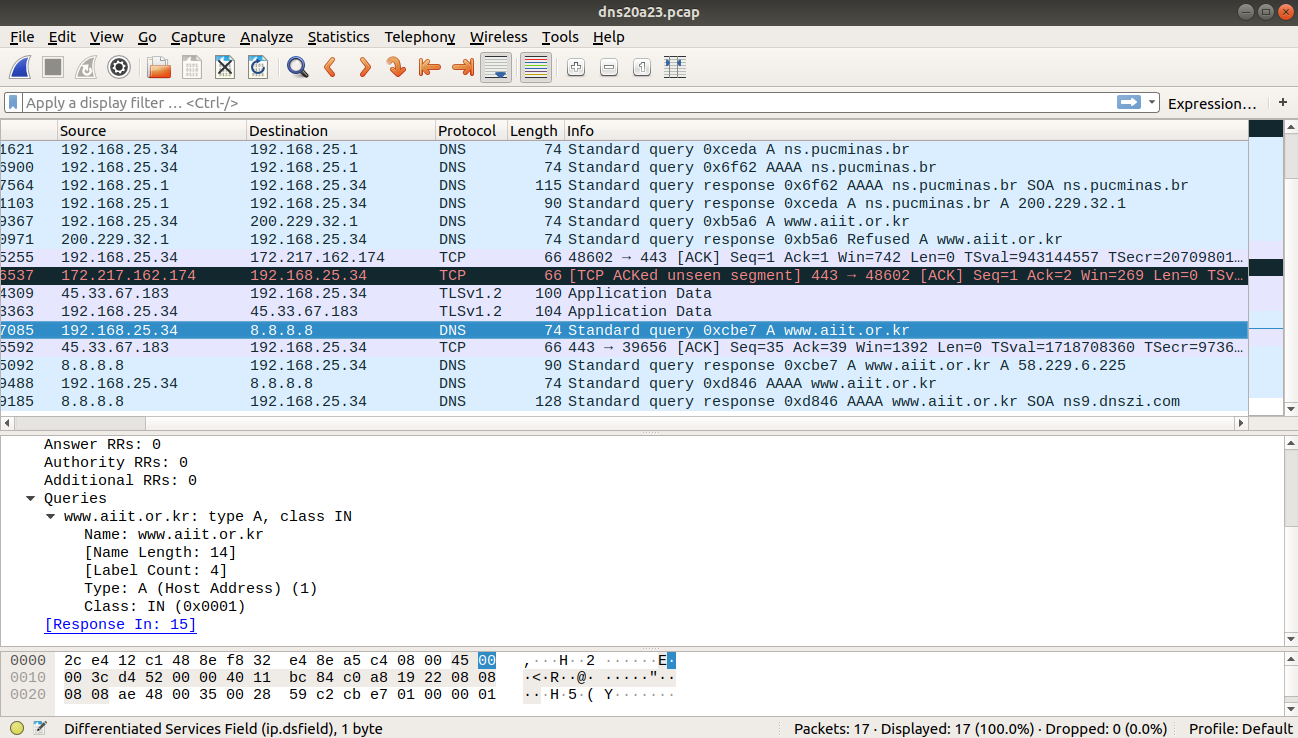 dns20a23.pcap
File Edit View Go Capture Analyze Statistics Telephony Wireless Tools Help
Apply a display filter … <Ctrl-/> Expression… +
Source Destination Protocol Length Info
1621 192.168.25.34 192.168.25.1 DNS 74 Standard query 0xceda A ns.pucminas.br
6900 192.168.25.34 192.168.25.1 DNS 74 Standard query 0x6f62 AAAA ns.pucminas.br
7564 192.168.25.1 192.168.25.34 DNS 115 Standard query response 0x6f62 AAAA ns.pucminas.br SOA ns.pucminas.br
1103 192.168.25.1 192.168.25.34 DNS 90 Standard query response 0xceda A ns.pucminas.br A 200.229.32.1
9367 192.168.25.34 200.229.32.1 DNS 74 Standard query 0xb5a6 A www.aiit.or.kr
9971 200.229.32.1 192.168.25.34 DNS 74 Standard query response 0xb5a6 Refused A www.aiit.or.kr
5255 192.168.25.34 172.217.162.174 TCP 66 48602 → 443 [ACK] Seq=1 Ack=1 Win=742 Len=0 TSval=943144557 TSecr=20709801…
6537 172.217.162.174 192.168.25.34 TCP 66 [TCP ACKed unseen segment] 443 → 48602 [ACK] Seq=1 Ack=2 Win=269 Len=0 TSv…
4309 45.33.67.183 192.168.25.34 TLSv1.2 100 Application Data
3363 192.168.25.34 45.33.67.183 TLSv1.2 104 Application Data
7085 192.168.25.34 8.8.8.8 DNS 74 Standard query 0xcbe7 A www.aiit.or.kr
5592 45.33.67.183 192.168.25.34 TCP 66 443 → 39656 [ACK] Seq=35 Ack=39 Win=1392 Len=0 TSval=1718708360 TSecr=9736…
5092 8.8.8.8 192.168.25.34 DNS 90 Standard query response 0xcbe7 A www.aiit.or.kr A 58.229.6.225
9488 192.168.25.34 8.8.8.8 DNS 74 Standard query 0xd846 AAAA www.aiit.or.kr
9185 8.8.8.8 192.168.25.34 DNS 128 Standard query response 0xd846 AAAA www.aiit.or.kr SOA ns9.dnszi.com
Answer RRs: 0
Authority RRs: 0
Additional RRs: 0
Queries
www.aiit.or.kr: type A, class IN
Name: www.aiit.or.kr
[Name Length: 14]
[Label Count: 4]
Type: A (Host Address) (1)
Class: IN (0x0001)
[Response In: 15]
0000 2c e4 12 c1 48 8e f8 32 e4 8e a5 c4 08 00 45 00 ,···H··2 ······E·
0010 00 3c d4 52 00 00 40 11 bc 84 c0 a8 19 22 08 08 ·<·R··@· ·····"··
0020 08 08 ae 48 00 35 00 28 59 c2 cb e7 01 00 00 01 ···H·5·( Y·······
Differentiated Services Field (ip.dsfield), 1 byte Packets: 17 · Displayed: 17 (100.0%) · Dropped: 0 (0.0%) Profile: Default